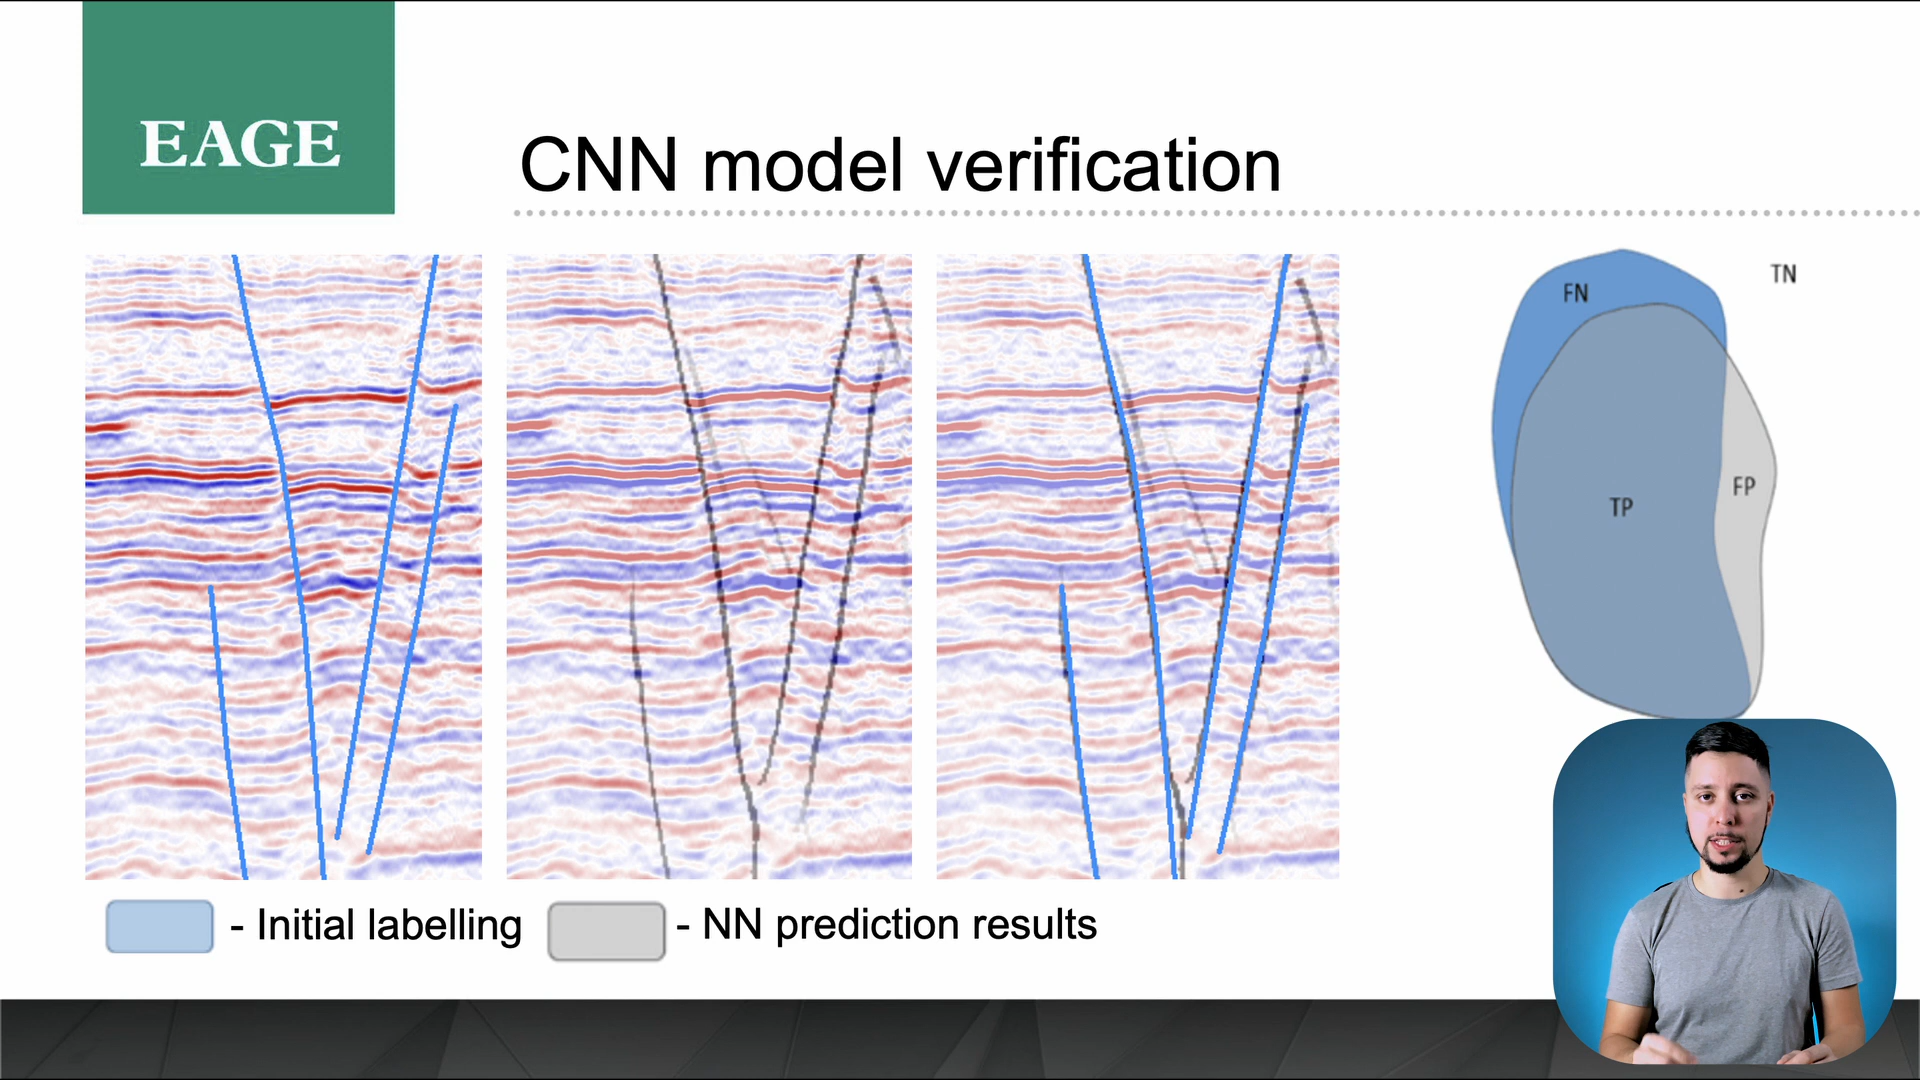 EAGE
CNN model verification
FN
TN
TP
FP
- Initial labelling
- NN prediction results